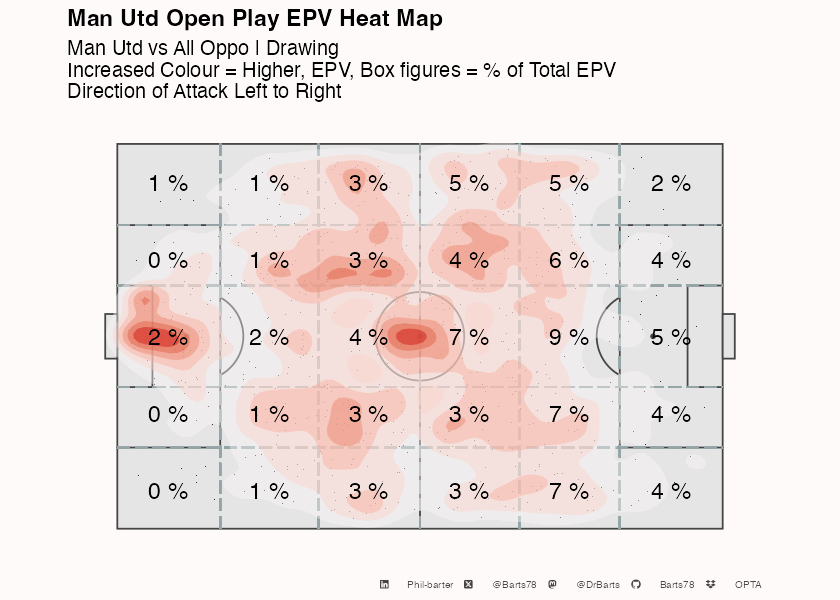 Man Utd Open Play EPV Heat Map
Man Utd vs All Oppo | Drawing
Increased Colour = Higher, EPV, Box figures = % of Total EPV
Direction of Attack Left to Right
1 % 1 % 3 % 5 % 5 % 2 %
0 % 1 % 3 % 4 % 6 % 4 %
2 % 2 % 4 % 7 % 9 % 5 %
0 % 1 % 3 % 3 % 7 % 4 %
0 % 1 % 3 % 3 % 7 % 4 %
Phil-barter @Barts78 @DrBarts Barts78 OPTA